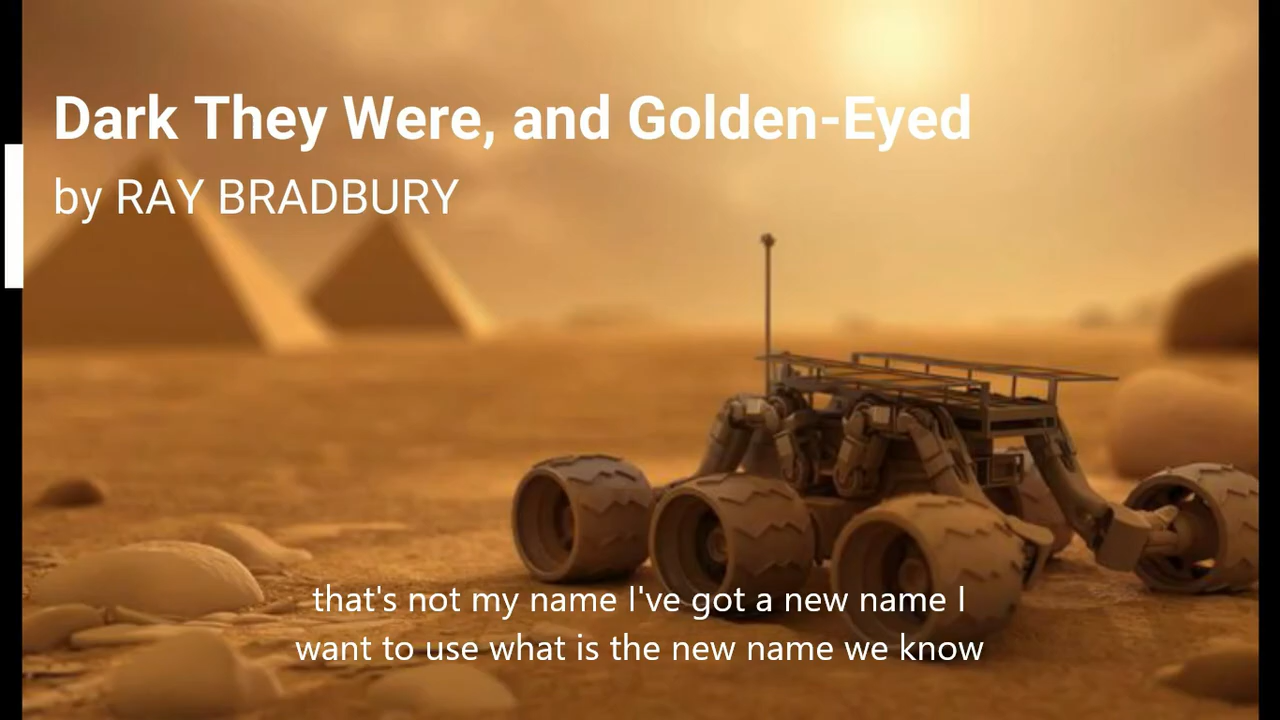 Dark They Were, and Golden-Eyed
by RAY BRADBURY
that's not my name I've got a new name I
want to use what is the new name we know